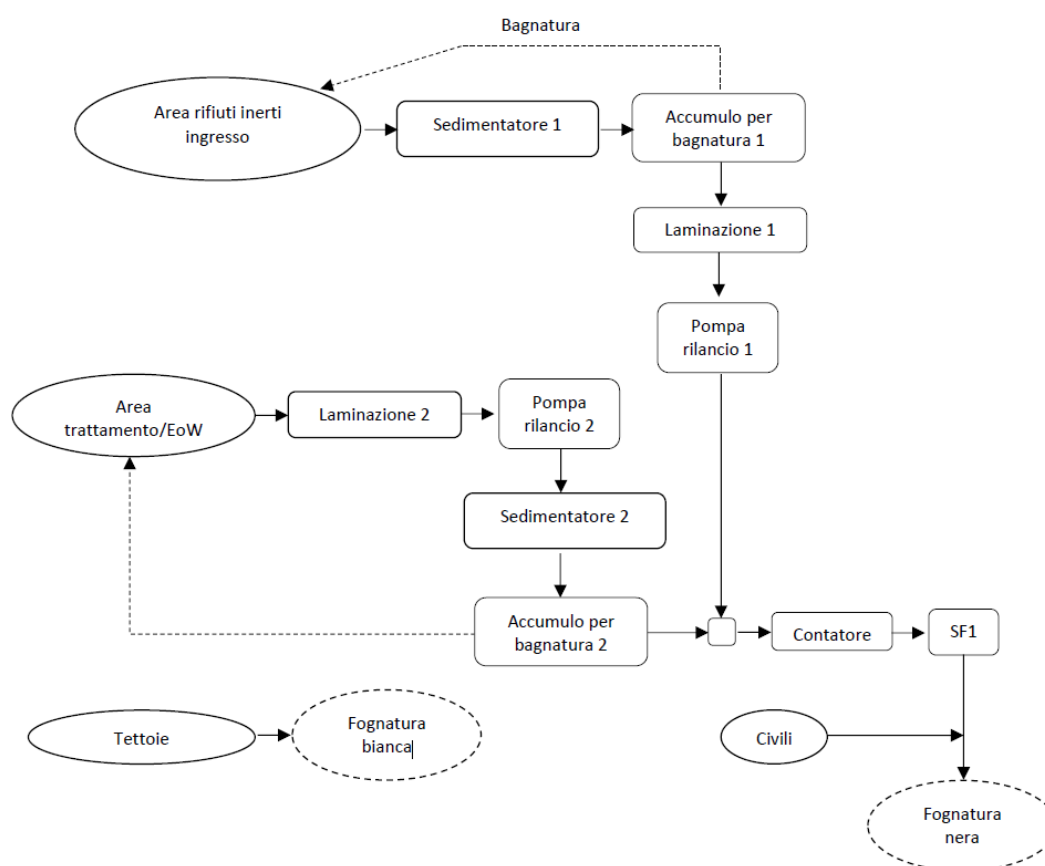 Bagnatura
Area rifiuti inerti
ingresso
Sedimentatore 1
Accumulo per
bagnatura 1
Laminazione 1
Pompa
rilancio 1
Area
trattamento/EoW
Laminazione 2
Pompa
rilancio 2
Sedimentatore 2
Accumulo per
bagnatura 2
Contatore
SF1
Tettoie
Fognatura
bianca
Civili
Fognatura
nera